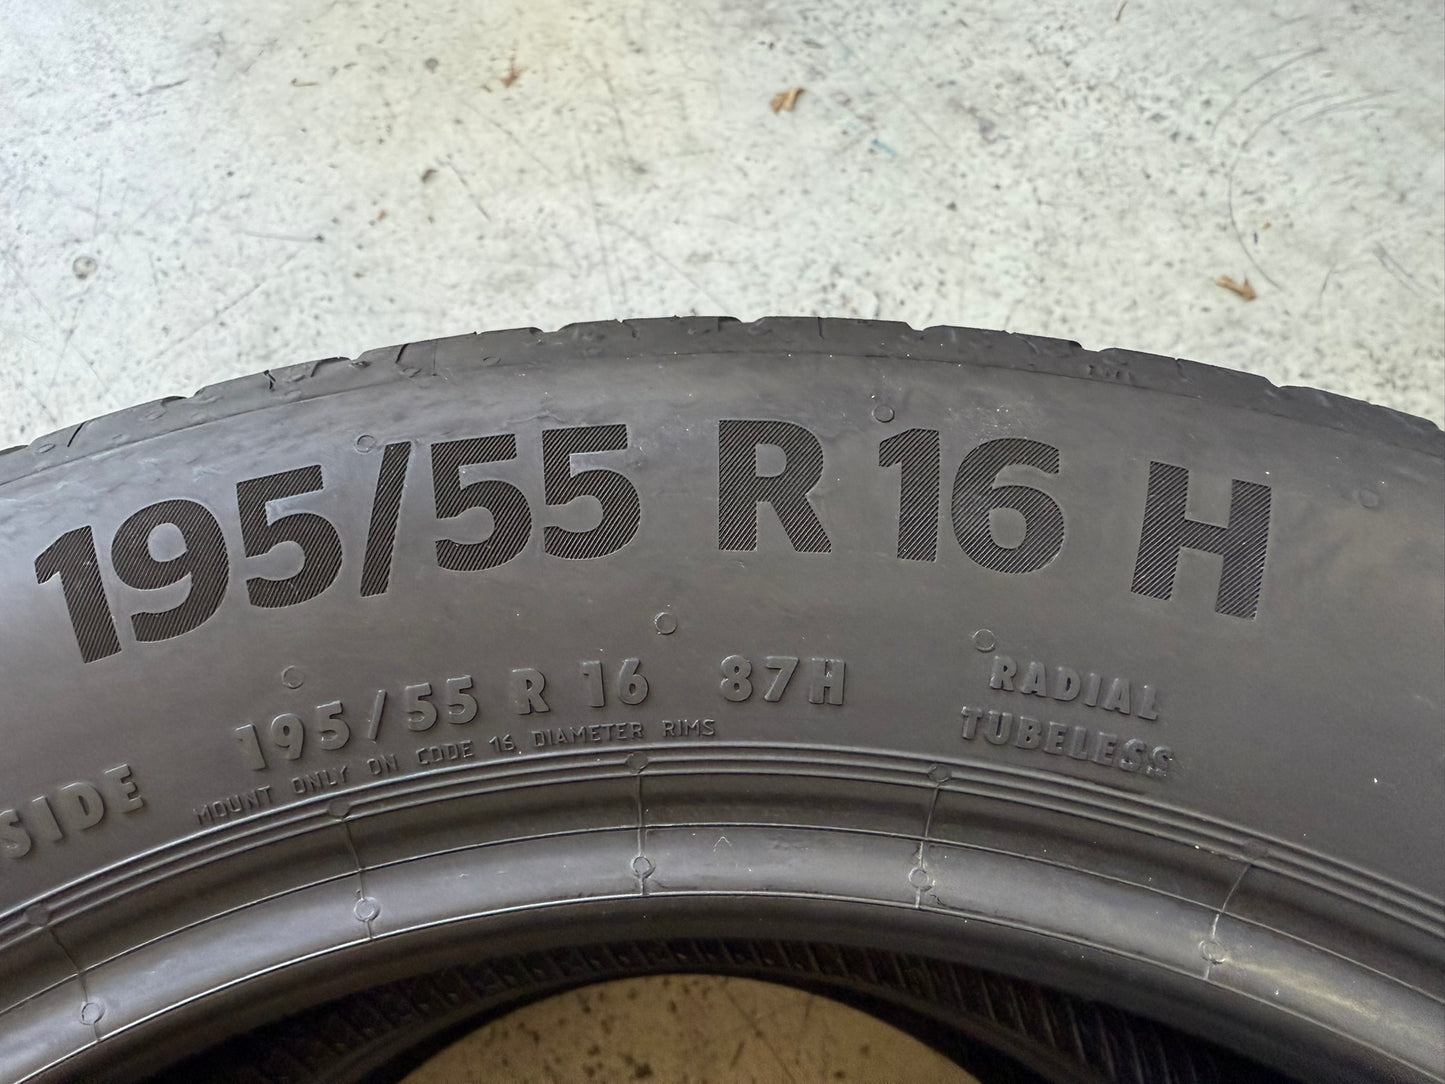 195/55 R 16 H
195/55 R 16 87H
MOUNT ONLY ON CODE 16 DIAMETER RIMS
SIDE
RADIAL
TUBELESS